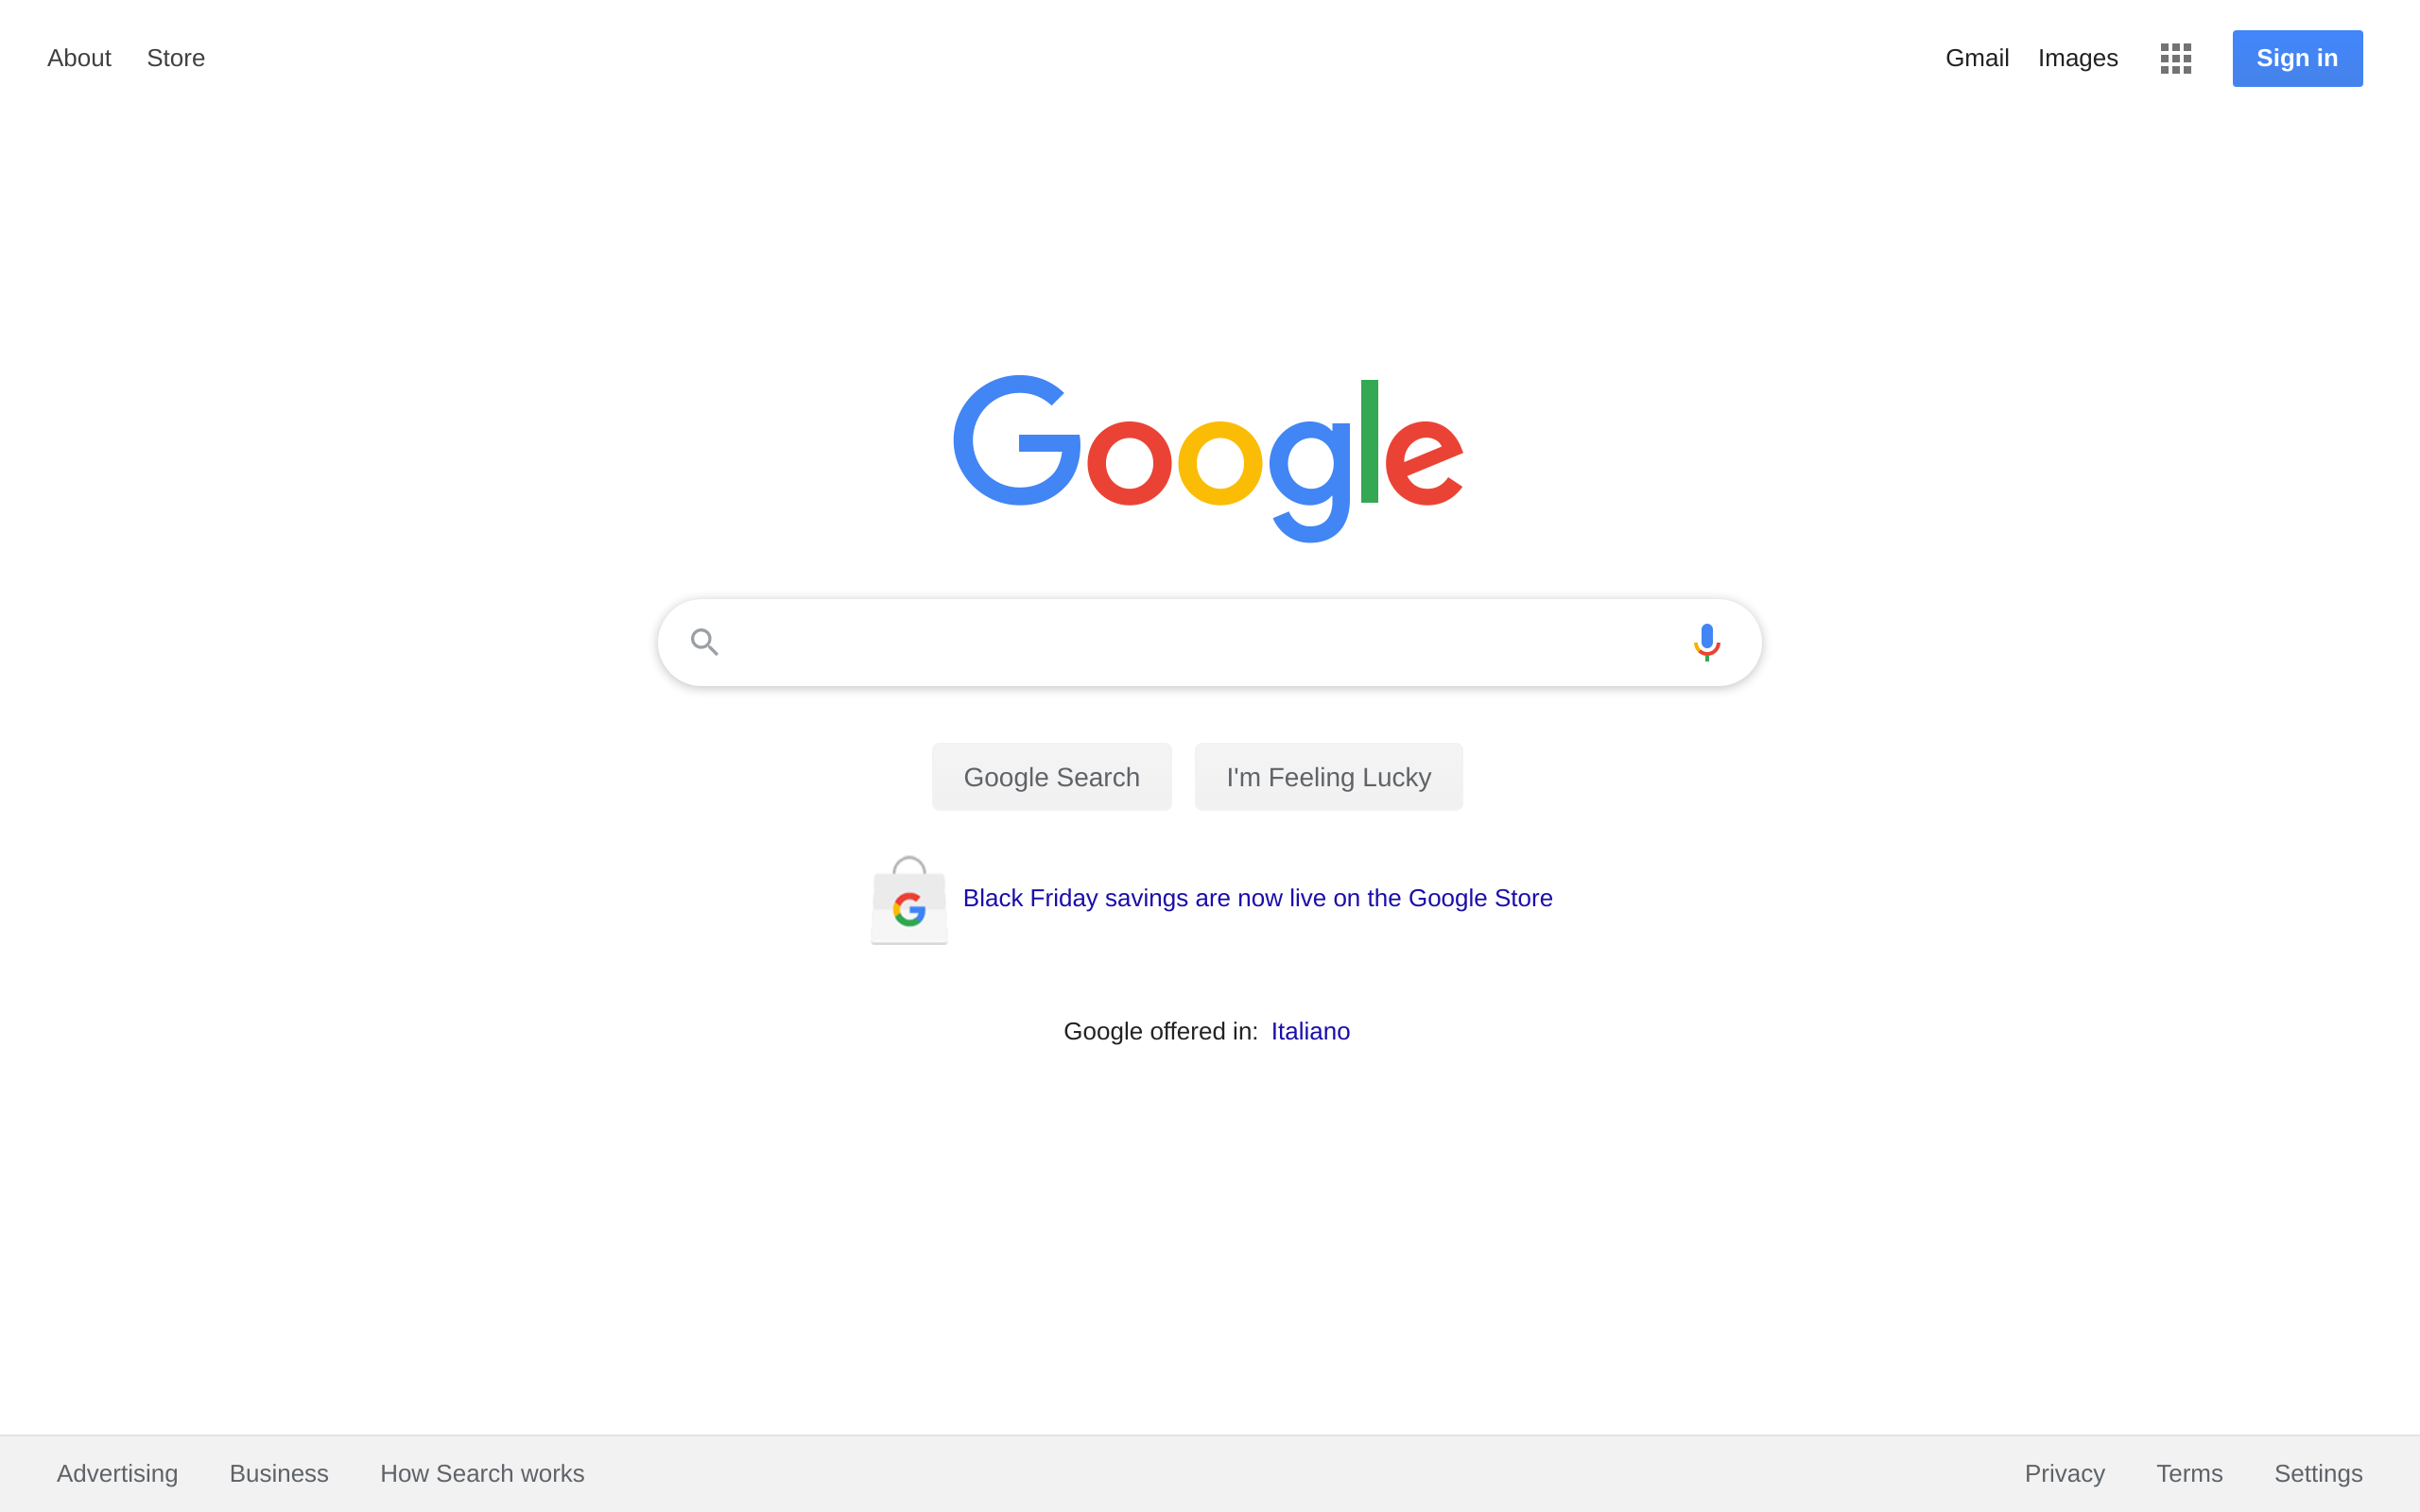 About Store Gmail Images Sign in
Google
Google Search I'm Feeling Lucky
G
Black Friday savings are now live on the Google Store
Google offered in: Italiano
Advertising Business How Search works Privacy Terms Settings